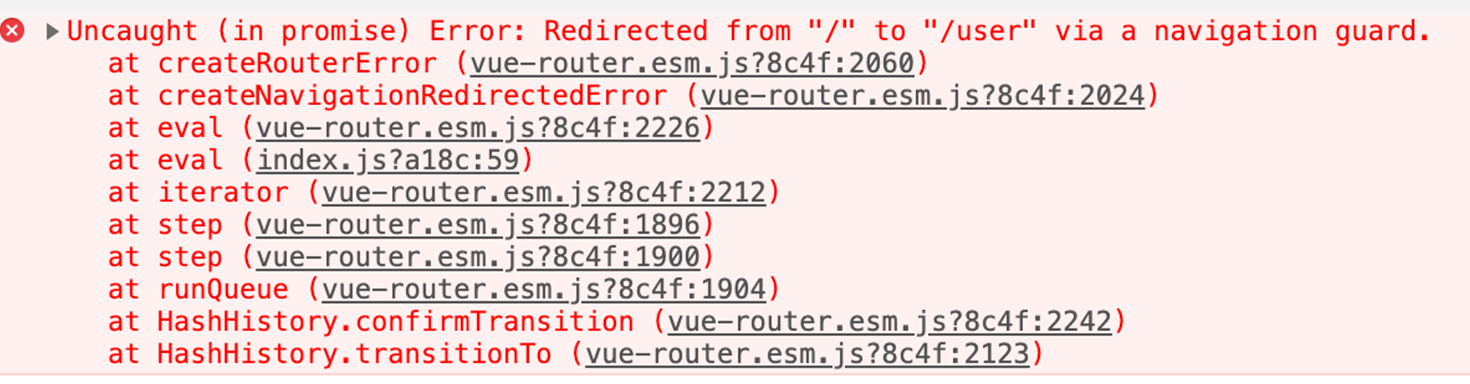 Uncaught (in promise) Error: Redirected from "/" to "/user" via a navigation guard.
at createRouterError (vue-router.esm.js?8c4f:2060)
at createNavigationRedirectedError (vue-router.esm.js?8c4f:2024)
at eval (vue-router.esm.js?8c4f:2226)
at eval (index.js?a18c:59)
at iterator (vue-router.esm.js?8c4f:2212)
at step (vue-router.esm.js?8c4f:1896)
at step (vue-router.esm.js?8c4f:1900)
at runQueue (vue-router.esm.js?8c4f:1904)
at HashHistory.confirmTransition (vue-router.esm.js?8c4f:2242)
at HashHistory.transitionTo (vue-router.esm.js?8c4f:2123)